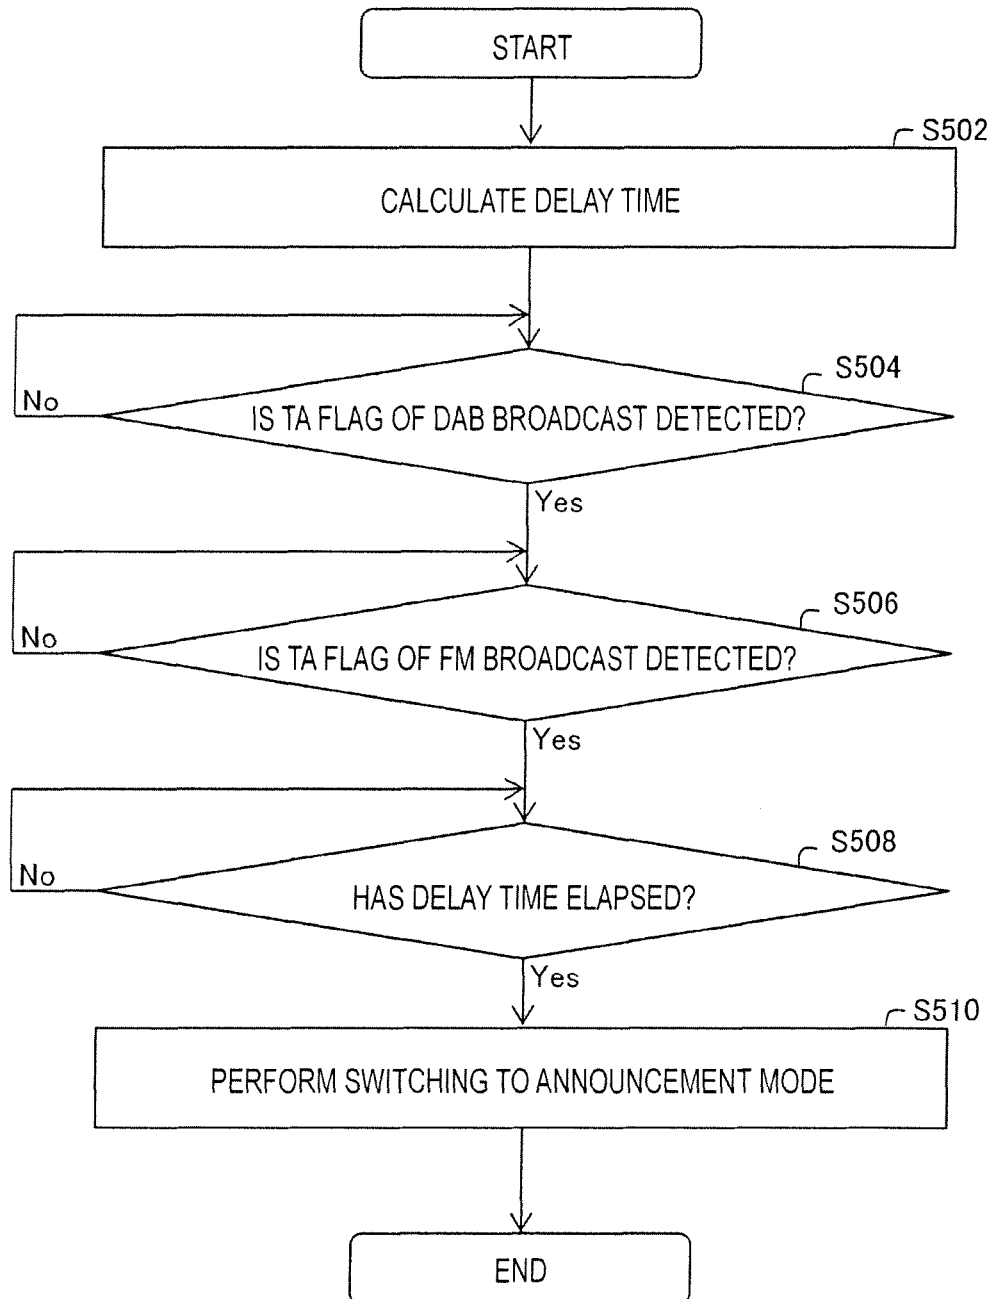 START
S502
CALCULATE DELAY TIME
S504
No
IS TA FLAG OF DAB BROADCAST DETECTED?
Yes
S506
No
IS TA FLAG OF FM BROADCAST DETECTED?
Yes
S508
No
HAS DELAY TIME ELAPSED?
Yes
S510
PERFORM SWITCHING TO ANNOUNCEMENT MODE
END